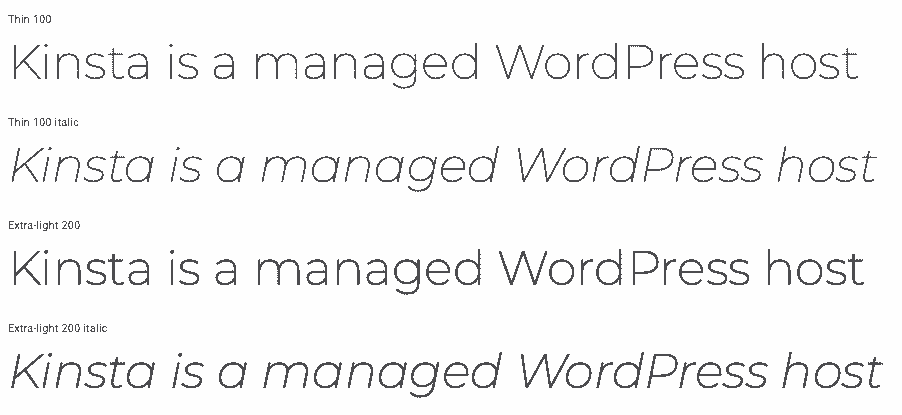 Thin 100
Kinsta is a managed WordPress host
Thin 100 italic
Kinsta is a managed WordPress host
Extra-light 200
Kinsta is a managed WordPress host
Extra-light 200 italic
Kinsta is a managed WordPress host